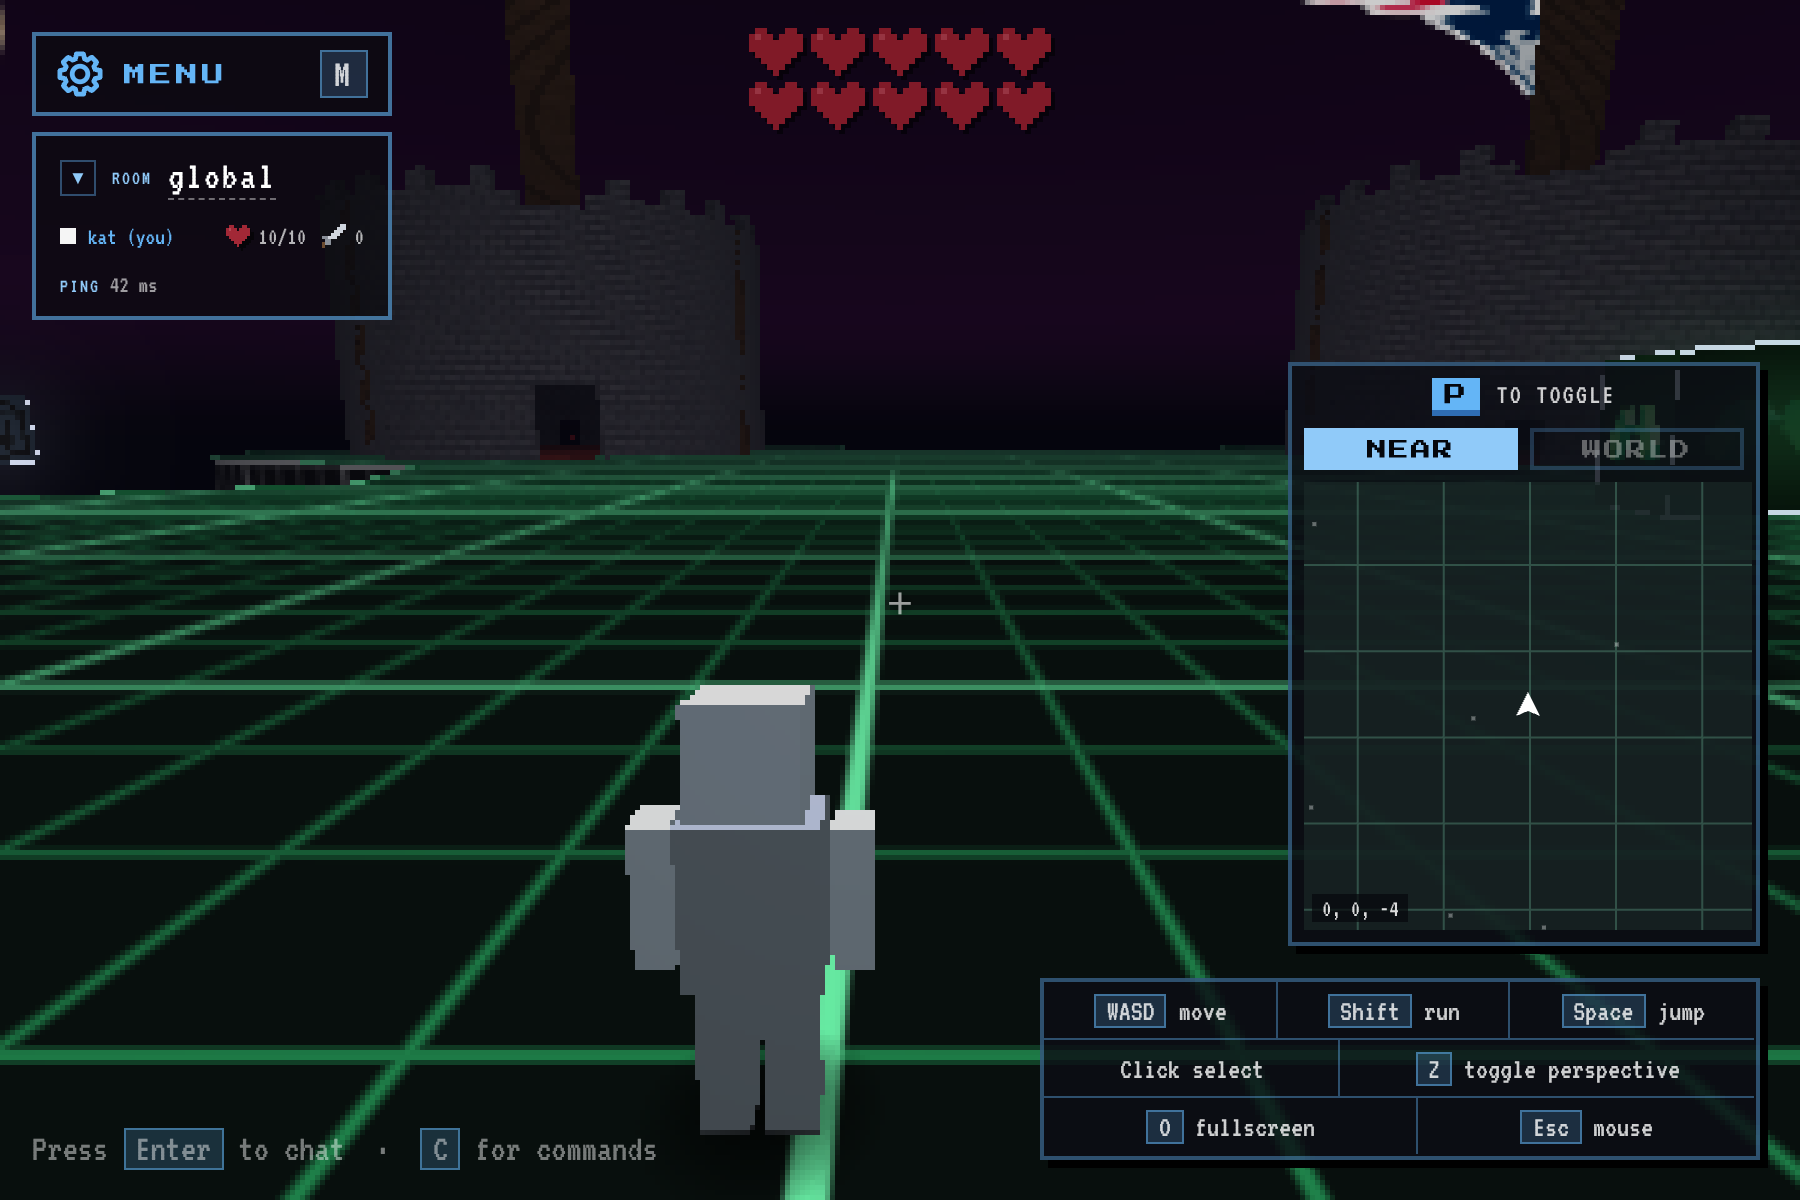 MENU M
▼ ROOM global
kat (you) 10/10 0
PING 42 ms
P TO TOGGLE
NEAR WORLD
0, 0, -4
WASD move Shift run Space jump
Click select Z toggle perspective
O fullscreen Esc mouse
Press Enter to chat · C for commands